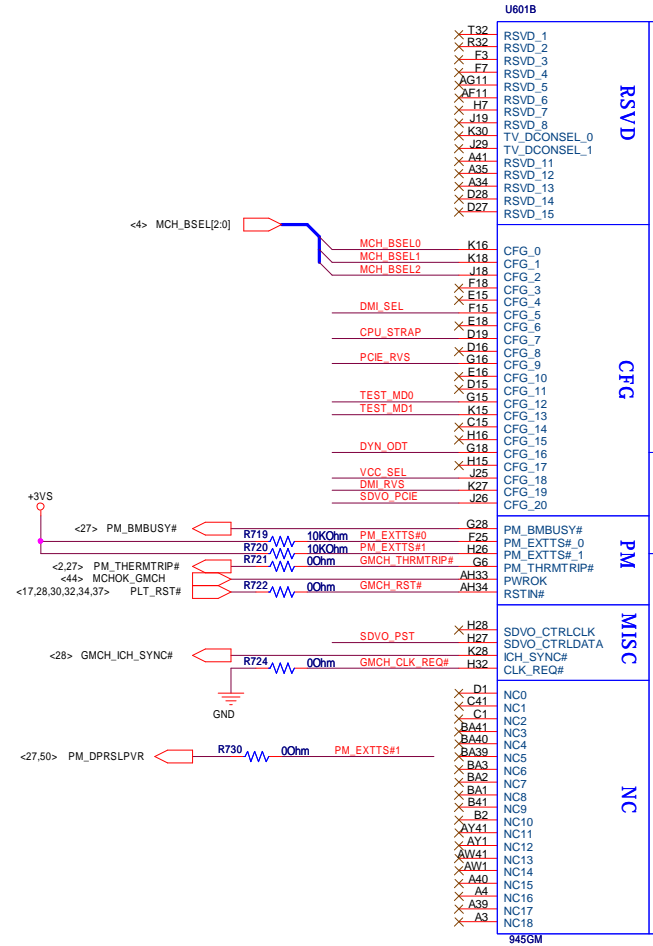 U601B
T32 RSVD_1
R32 RSVD_2
F3 RSVD_3
F7 RSVD_4
AG11 RSVD_5
AF11 RSVD_6
H7 RSVD_7
J19 RSVD_8
K30 TV_DCONSEL_0
J29 TV_DCONSEL_1
A41 RSVD_11
A35 RSVD_12
A34 RSVD_13
D28 RSVD_14
D27 RSVD_15
RSVD
<4> MCH_BSEL[2:0]
MCH_BSEL0 K16 CFG_0
MCH_BSEL1 K18 CFG_1
MCH_BSEL2 J18 CFG_2
F18 CFG_3
E15 CFG_4
DMI_SEL F15 CFG_5
E18 CFG_6
CPU_STRAP D19 CFG_7
D16 CFG_8
PCIE_RVS G16 CFG_9
E16 CFG_10
D15 CFG_11
TEST_MD0 G15 CFG_12
TEST_MD1 K15 CFG_13
C15 CFG_14
H16 CFG_15
DYN_ODT G18 CFG_16
H15 CFG_17
VCC_SEL J25 CFG_18
DMI_RVS K27 CFG_19
SDVO_PCIE J26 CFG_20
CFG
+3VS
<27> PM_BMBUSY# G28 PM_BMBUSY#
R719 10KOhm PM_EXTTS#0 F25 PM_EXTTS#_0
R720 10KOhm PM_EXTTS#1 H26 PM_EXTTS#_1
<2,27> PM_THERMTRIP# R721 0Ohm GMCH_THRMTRIP# G6 PM_THRMTRIP#
<44> MCHOK_GMCH AH33 PWROK
<17,28,30,32,34,37> PLT_RST# R722 0Ohm GMCH_RST# AH34 RSTIN#
PM
H28 SDVO_CTRLCLK
SDVO_PST H27 SDVO_CTRLDATA
<28> GMCH_ICH_SYNC# K28 ICH_SYNC#
R724 0Ohm GMCH_CLK_REQ# H32 CLK_REQ#
MISC
GND
D1 NC0
C41 NC1
C1 NC2
BA41 NC3
BA40 NC4
BA39 NC5
BA3 NC6
BA2 NC7
BA1 NC8
B41 NC9
B2 NC10
AY41 NC11
AY1 NC12
AW41 NC13
AW1 NC14
A40 NC15
A4 NC16
A39 NC17
A3 NC18
NC
<27,50> PM_DPRSLPVR R730 0Ohm PM_EXTTS#1
945GM